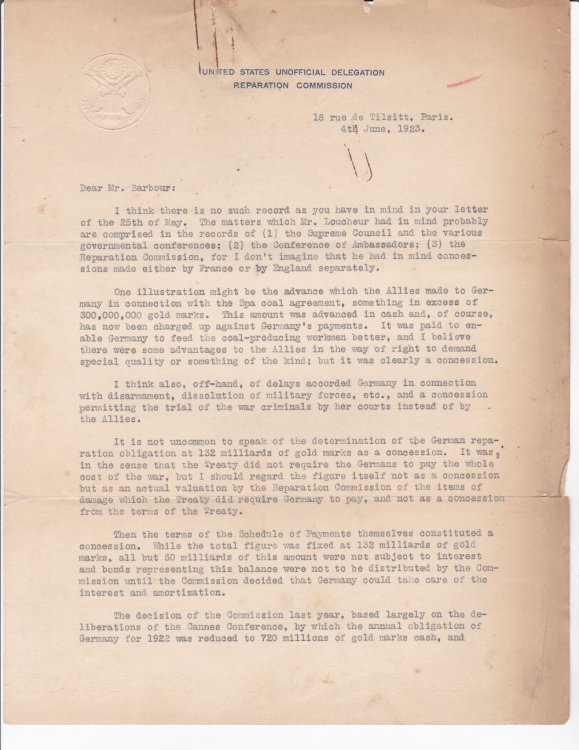 UNITED STATES UNOFFICIAL DELEGATION
REPARATION COMMISSION
18 rue de Tilsitt, Paris.
4th June, 1923.
Dear Mr. Barbour:
I think there is no such record as you have in mind in your letter
of the 25th of May. The matters which Mr. Loucheur had in mind probably
are comprised in the records of (1) the Supreme Council and the various
governmental conferences; (2) the Conference of Ambassadors; (3) the
Reparation Commission, for I don't imagine that he had in mind conces-
sions made either by France or by England separately.
One illustration might be the advance which the Allies made to Ger-
many in connection with the Spa coal agreement, something in excess of
300,000,000 gold marks. This amount was advanced in cash and, of course,
has now been charged up against Germany's payments. It was paid to en-
able Germany to feed the coal-producing workmen better, and I believe
there were some advantages to the Allies in the way of right to demand
special quality or something of the kind; but it was clearly a concession.
I think also, off-hand, of delays accorded Germany in connection
with disarmament, dissolution of military forces, etc., and a concession
permitting the trial of the war criminals by her courts instead of by
the Allies.
It is not uncommon to speak of the determination of the German repa-
ration obligation at 132 milliards of gold marks as a concession. It was,
in the sense that the Treaty did not require the Germans to pay the whole
cost of the war, but I should regard the figure itself not as a concession
but as an actual valuation by the Reparation Commission of the items of
damage which the Treaty did require Germany to pay, and not as a concession
from the terms of the Treaty.
Then the terms of the Schedule of Payments themselves constituted a
concession. While the total figure was fixed at 132 milliards of gold
marks, all but 50 milliards of this amount were not subject to interest
and bonds representing this balance were not to be distributed by the Com-
mission until the Commission decided that Germany could take care of the
interest and amortization.
The decision of the Commission last year, based largely on the de-
liberations of the Cannes Conference, by which the annual obligation of
Germany for 1922 was reduced to 720 millions of gold marks cash, and